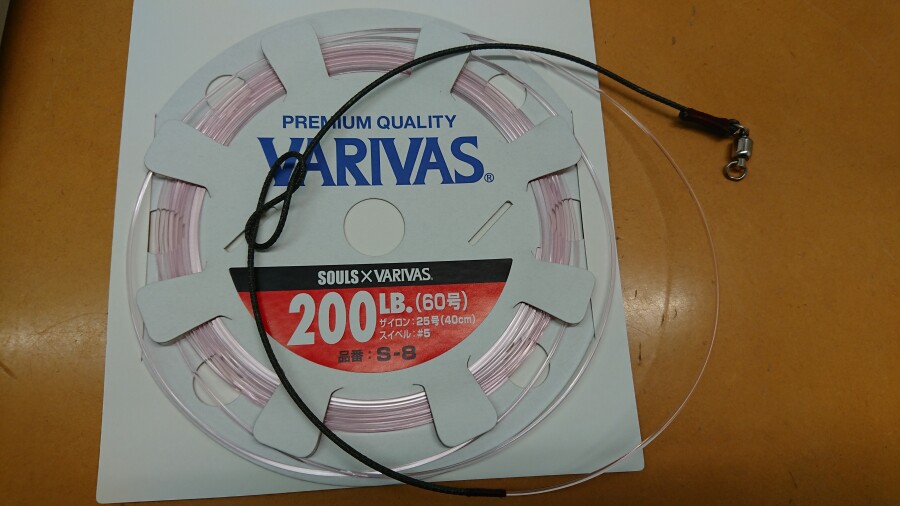 PREMIUM QUALITY
VARIVAS®
SOULS×VARIVAS.
200LB.(60号)
ザイロン:25号(40cm)
スイベル:#5
品番:S-8